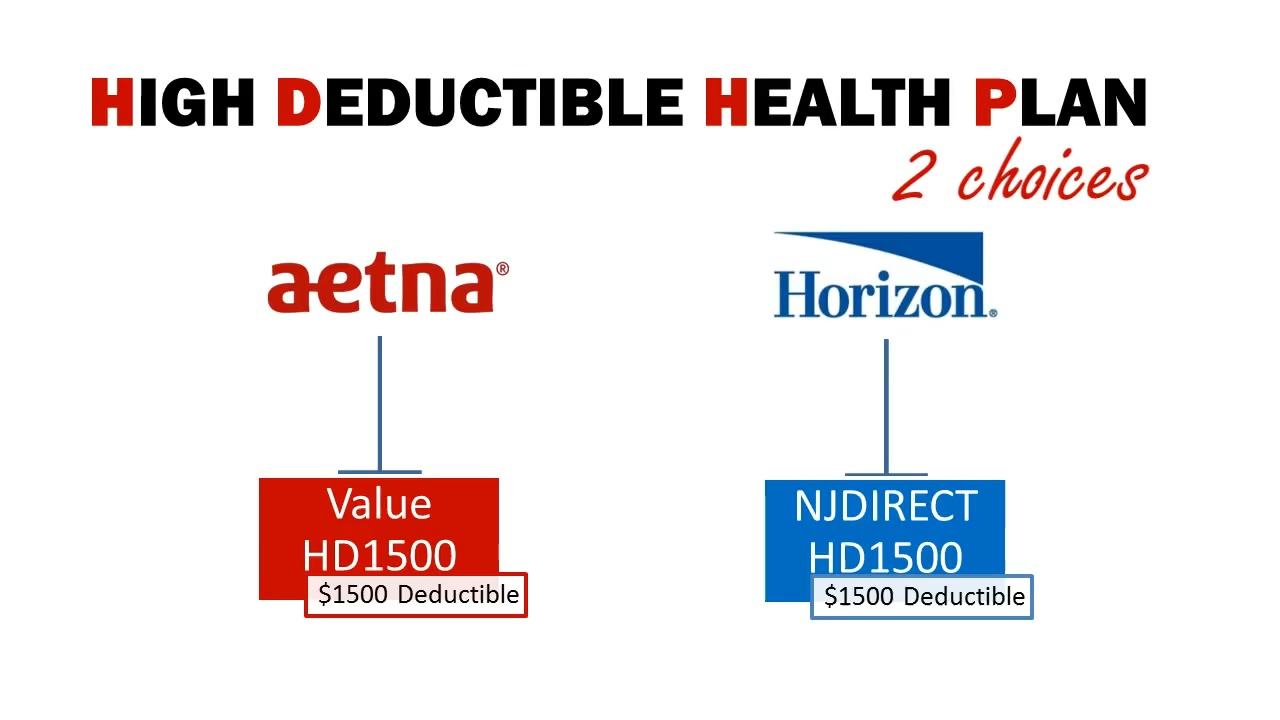 HIGH DEDUCTIBLE HEALTH PLAN
2 choices
aetna®
Horizon®
Value
HD1500
$1500 Deductible
NJDIRECT
HD1500
$1500 Deductible